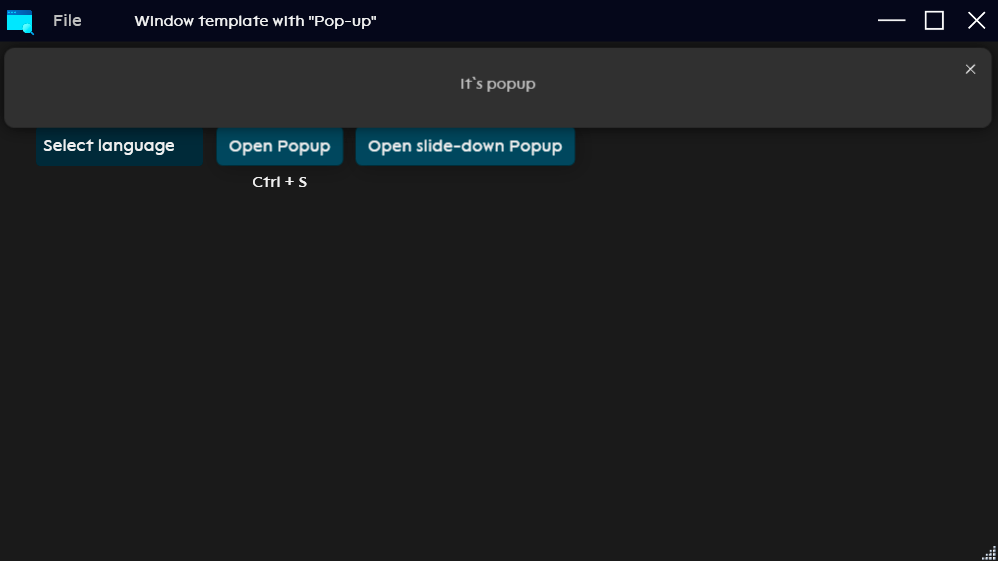 File
Window template with "Pop-up"
It`s popup
Select language
Open Popup
Open slide-down Popup
Ctrl + S